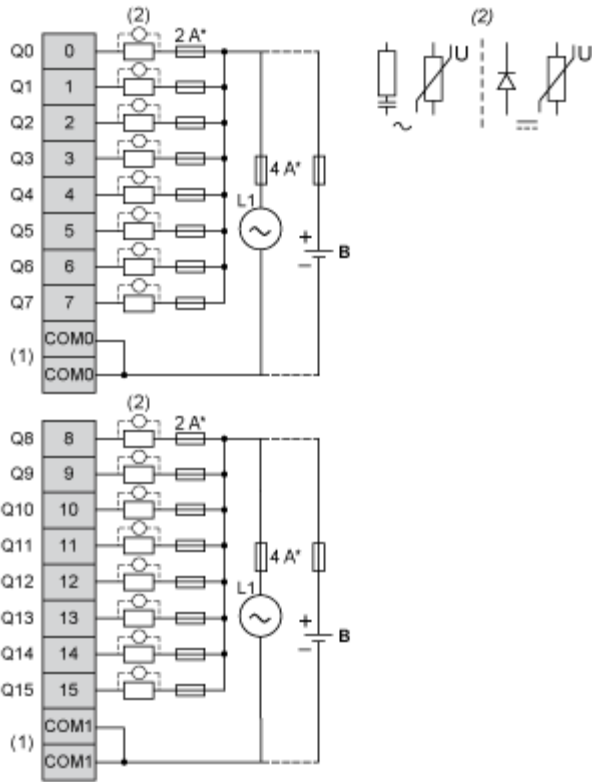 (2)
2 A*
(2)
Q0 0
U
U
Q1 1
Q2 2
Q3 3
Q4 4
4 A*
L1
Q5 5
+
B
Q6 6
–
Q7 7
COM0
(1)
COM0
(2)
2 A*
Q8 8
Q9 9
Q10 10
Q11 11
4 A*
Q12 12
L1
Q13 13
+
B
Q14 14
–
Q15 15
COM1
(1)
COM1